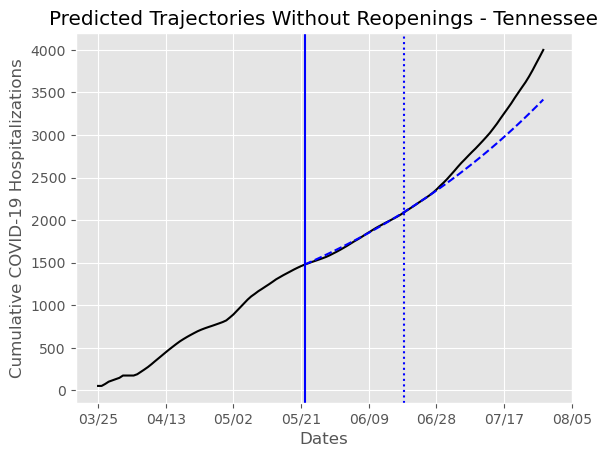 Predicted Trajectories Without Reopenings - Tennessee
Cumulative COVID-19 Hospitalizations
4000
3500
3000
2500
2000
1500
1000
500
0
03/25 04/13 05/02 05/21 06/09 06/28 07/17 08/05
Dates